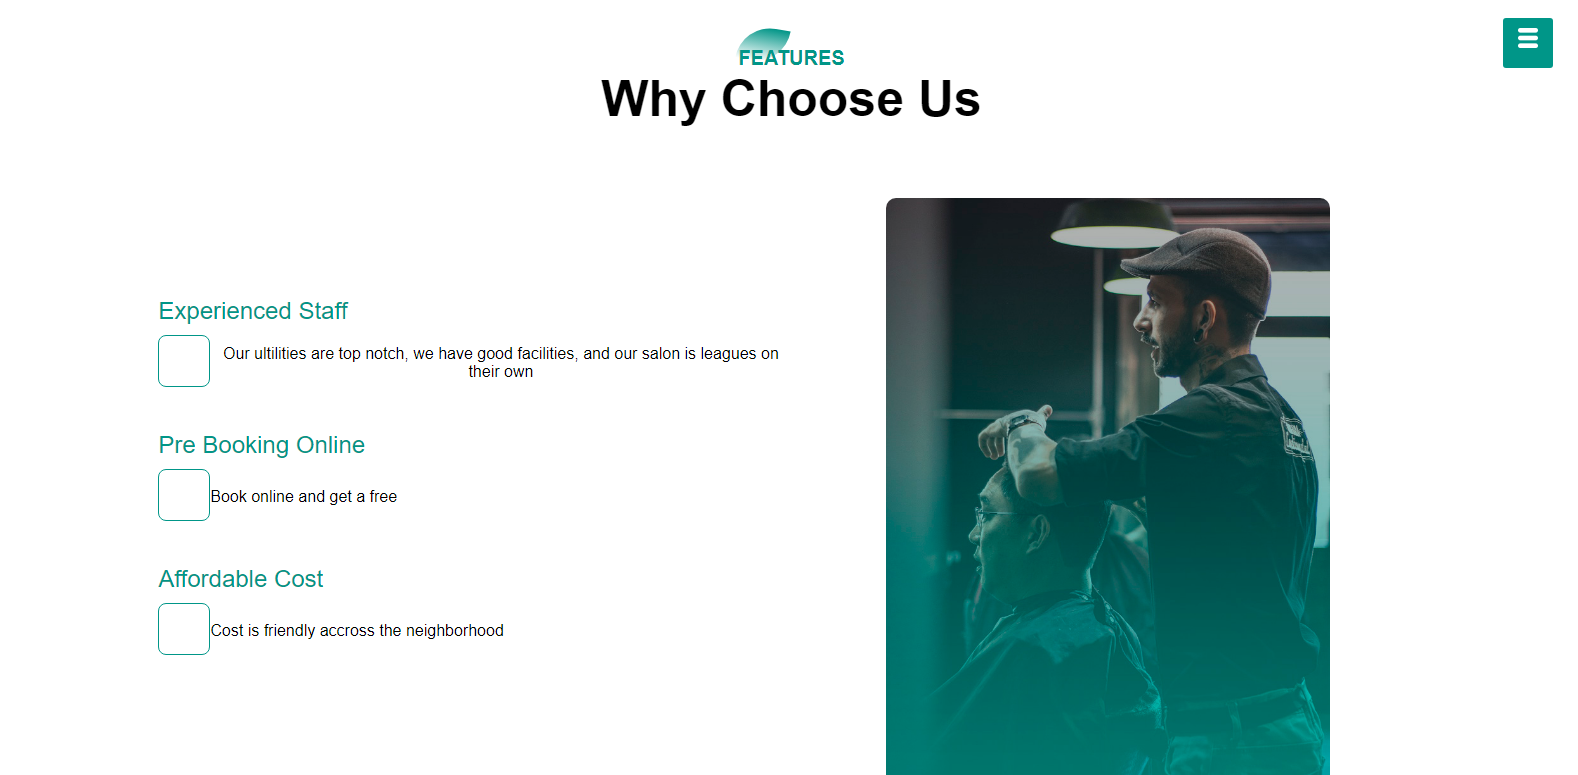 FEATURES
Why Choose Us
Experienced Staff
Our ultilities are top notch, we have good facilities, and our salon is leagues on
their own
Pre Booking Online
Book online and get a free
Affordable Cost
Cost is friendly accross the neighborhood